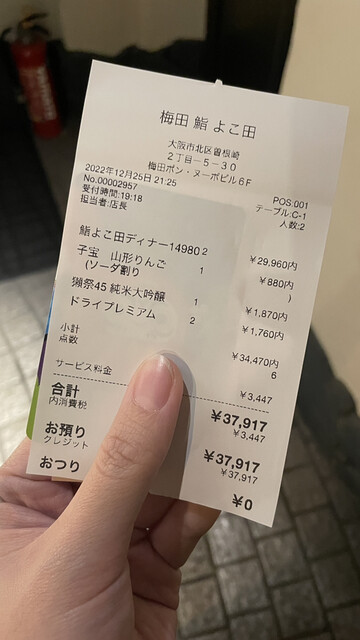 梅田 鮨 よこ田
大阪市北区曽根崎
2丁目-5-30
梅田ボン・ヌーボビル6F
2022年12月25日 21:25 POS.001
No.00002957 テーブル:C-1
受付時間:19:18 人数:2
担当者:店長
鮨よこ田ディナー14980 2 ¥29,960内
子宝 山形りんご 1 ¥880内
(ソーダ割り )
獺祭45 純米大吟醸 1 ¥1,870内
ドライプレミアム 2 ¥1,760内
小計 ¥34,470内
点数 6
サービス料金 ¥3,447
合計 ¥37,917
内消費税 ¥3,447
お預り ¥37,917
クレジット ¥37,917
おつり ¥0